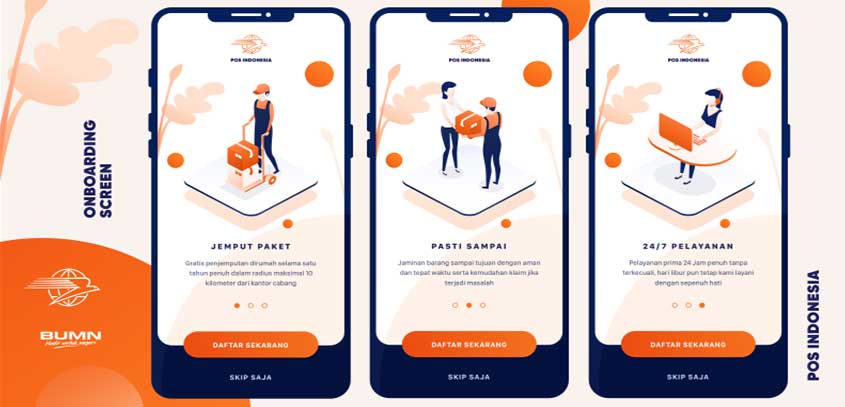 ONBOARDING
SCREEN
BUMN
Hadir untuk negeri
POS INDONESIA
JEMPUT PAKET
Gratis penjemputan dirumah selama satu
tahun penuh dalam radius maksimal 10
kilometer dari kantor cabang
DAFTAR SEKARANG
SKIP SAJA
POS INDONESIA
PASTI SAMPAI
Jaminan barang sampai tujuan dengan aman
dan tepat waktu serta kemudahan klaim jika
terjadi masalah
DAFTAR SEKARANG
SKIP SAJA
POS INDONESIA
24/7 PELAYANAN
Pelayanan prima 24 Jam penuh tanpa
terkecuali, hari libur pun tetap kami layani
dengan sepenuh hati
DAFTAR SEKARANG
SKIP SAJA
POS INDONESIA